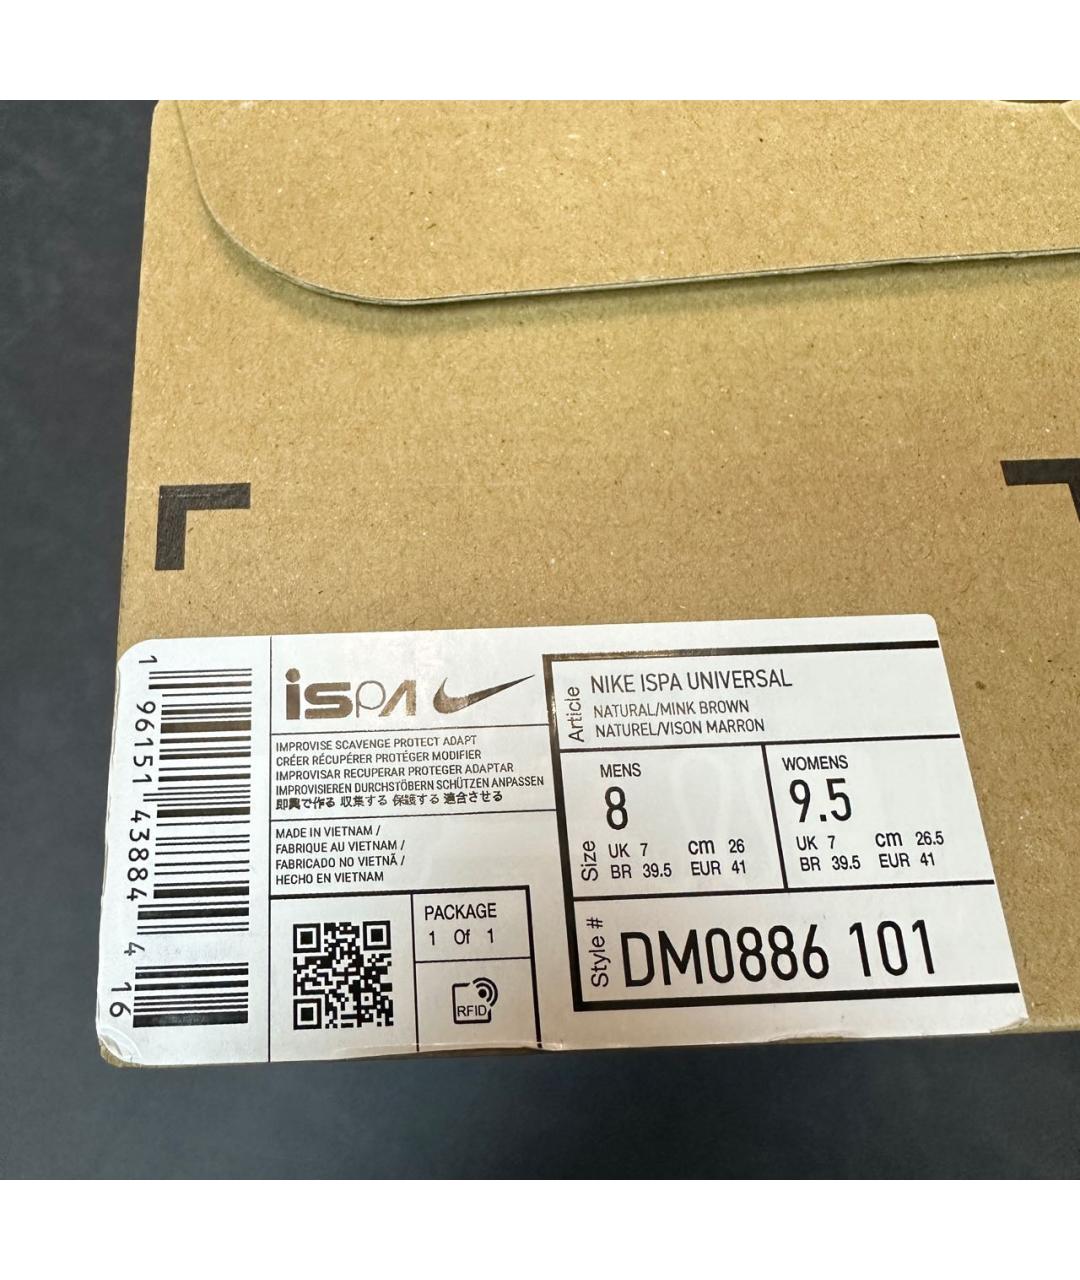 1 96151 43884 4 16
ispa
IMPROVISE SCAVENGE PROTECT ADAPT
CRÉER RÉCUPÉRER PROTÉGER MODIFIER
IMPROVISAR RECUPERAR PROTEGER ADAPTAR
IMPROVISIEREN DURCHSTÖBERN SCHÜTZEN ANPASSEN
即興で作る 収集する 保護する 適合させる
MADE IN VIETNAM /
FABRIQUE AU VIETNAM /
FABRICADO NO VIETNÃ /
HECHO EN VIETNAM
PACKAGE
1 Of 1
RFID
Article
NIKE ISPA UNIVERSAL
NATURAL/MINK BROWN
NATUREL/VISON MARRON
Size
MENS
8
UK 7 cm 26
BR 39.5 EUR 41
WOMENS
9.5
UK 7 cm 26.5
BR 39.5 EUR 41
Style #
DM0886 101